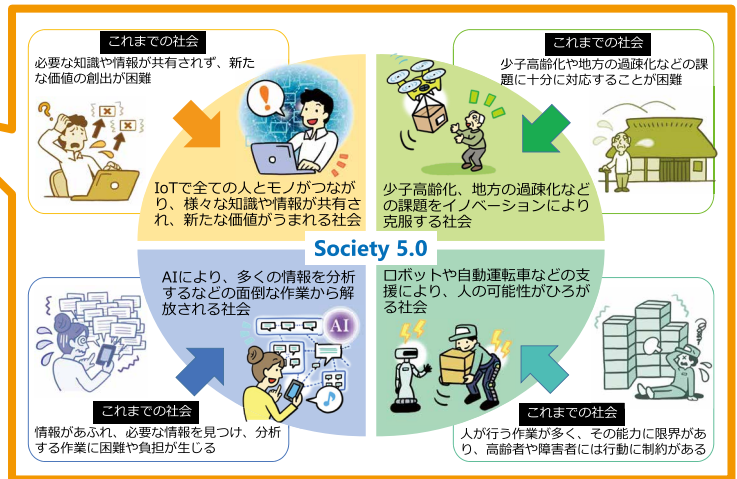 これまでの社会
必要な知識や情報が共有されず、新た
な価値の創出が困難
IoTで全ての人とモノがつなが
り、様々な知識や情報が共有さ
れ、新たな価値がうまれる社会
これまでの社会
少子高齢化や地方の過疎化などの課
題に十分に対応することが困難
少子高齢化、地方の過疎化など
の課題をイノベーションにより
克服する社会
Society 5.0
AIにより、多くの情報を分析
するなどの面倒な作業から解
放される社会
AI
これまでの社会
情報があふれ、必要な情報を見つけ、分析
する作業に困難や負担が生じる
ロボットや自動運転車などの支
援により、人の可能性がひろが
る社会
これまでの社会
人が行う作業が多く、その能力に限界があ
り、高齢者や障害者には行動に制約がある